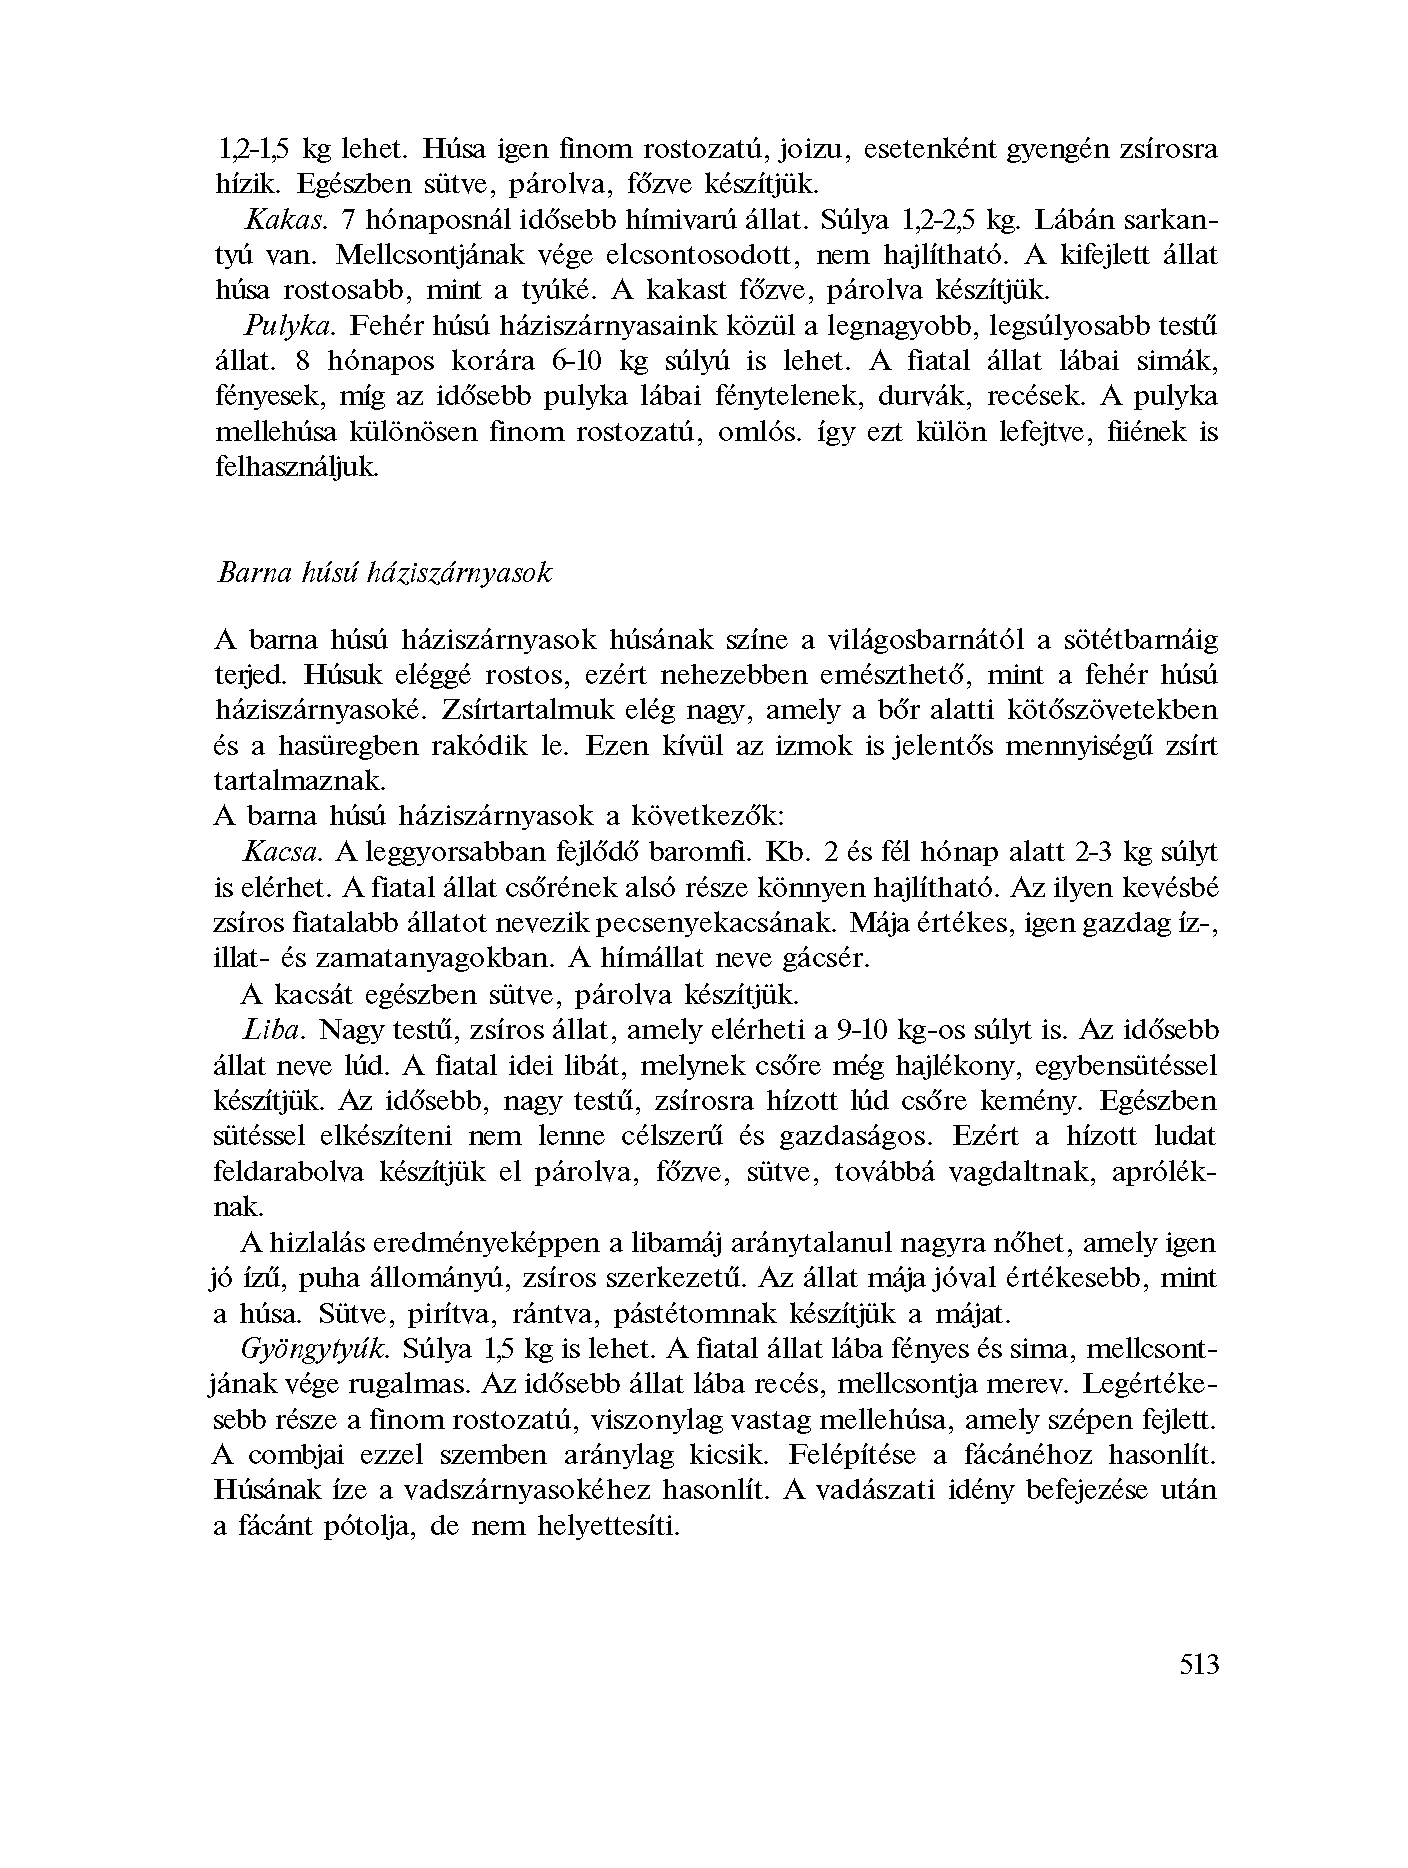 1,2-1,5 kg lehet. Húsa igen finom rostozatú, joizu, esetenként gyengén zsírosra
hízik. Egészben sütve, párolva, főzve készítjük.
Kakas. 7 hónaposnál idősebb hímivarú állat. Súlya 1,2-2,5 kg. Lábán sarkan-
tyú van. Mellcsontjának vége elcsontosodott, nem hajlítható. A kifejlett állat
húsa rostosabb, mint a tyúké. A kakast főzve, párolva készítjük.
Pulyka. Fehér húsú háziszárnyasaink közül a legnagyobb, legsúlyosabb testű
állat. 8 hónapos korára 6-10 kg súlyú is lehet. A fiatal állat lábai simák,
fényesek, míg az idősebb pulyka lábai fénytelenek, durvák, recések. A pulyka
mellehúsa különösen finom rostozatú, omlós. így ezt külön lefejtve, fiiének is
felhasználjuk.
Barna húsú háziszárnyasok
A barna húsú háziszárnyasok húsának színe a világosbarnától a sötétbarnáig
terjed. Húsuk eléggé rostos, ezért nehezebben emészthető, mint a fehér húsú
háziszárnyasoké. Zsírtartalmuk elég nagy, amely a bőr alatti kötőszövetekben
és a hasüregben rakódik le. Ezen kívül az izmok is jelentős mennyiségű zsírt
tartalmaznak.
A barna húsú háziszárnyasok a következők:
Kacsa. A leggyorsabban fejlődő baromfi. Kb. 2 és fél hónap alatt 2-3 kg súlyt
is elérhet. A fiatal állat csőrének alsó része könnyen hajlítható. Az ilyen kevésbé
zsíros fiatalabb állatot nevezik pecsenyekacsának. Mája értékes, igen gazdag íz-,
illat- és zamatanyagokban. A hímállat neve gácsér.
A kacsát egészben sütve, párolva készítjük.
Liba. Nagy testű, zsíros állat, amely elérheti a 9-10 kg-os súlyt is. Az idősebb
állat neve lúd. A fiatal idei libát, melynek csőre még hajlékony, egybensütéssel
készítjük. Az idősebb, nagy testű, zsírosra hízott lúd csőre kemény. Egészben
sütéssel elkészíteni nem lenne célszerű és gazdaságos. Ezért a hízott ludat
feldarabolva készítjük el párolva, főzve, sütve, továbbá vagdaltnak, apróléк-
nak.
A hizlalás eredményeképpen a libamáj aránytalanul nagyra nőhet, amely igen
jó ízű, puha állományú, zsíros szerkezetű. Az állat mája jóval értékesebb, mint
a húsa. Sütve, pirítva, rántva, pástétomnak készítjük a májat.
Gyöngytyúk. Súlya 1,5 kg is lehet. A fiatal állat lába fényes és sima, mellcsont-
jának vége rugalmas. Az idősebb állat lába recés, mellcsontja merev. Legértéke-
sebb része a finom rostozatú, viszonylag vastag mellehúsa, amely szépen fejlett.
A combjai ezzel szemben aránylag kicsik. Felépítése a fácánéhoz hasonlít.
Húsának íze a vadszárnyasokéhez hasonlít. A vadászati idény befejezése után
a fácánt pótolja, de nem helyettesíti.
513